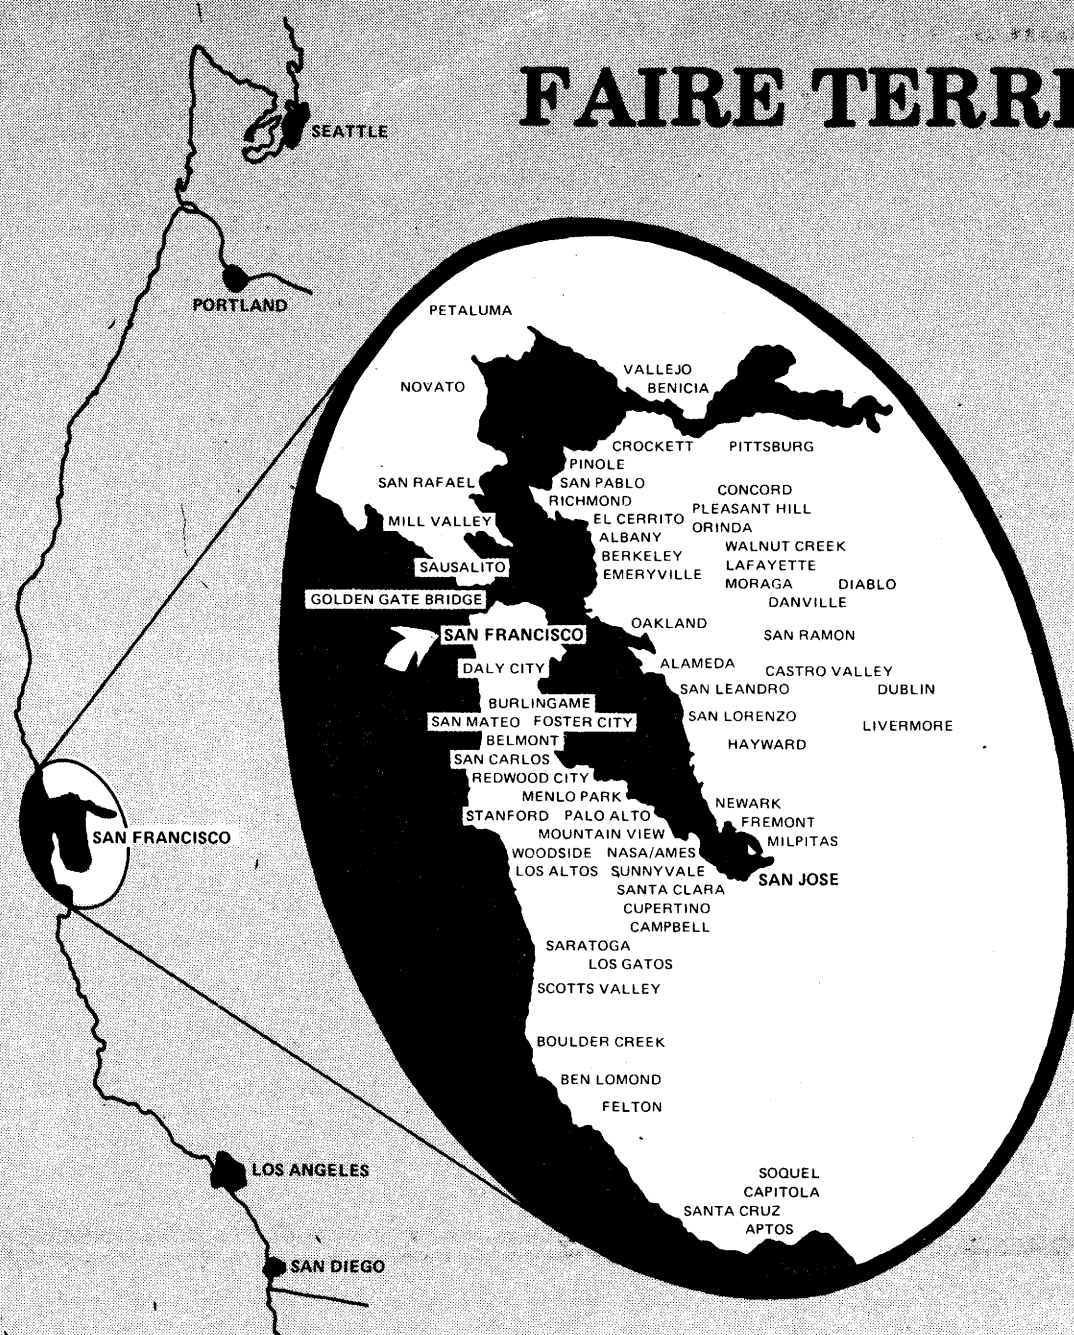 FAIRE TERRI
SEATTLE
PORTLAND
PETALUMA
VALLEJO
NOVATO
BENICIA
CROCKETT PITTSBURG
PINOLE
SAN RAFAEL SAN PABLO
CONCORD
RICHMOND
PLEASANT HILL
MILL VALLEY EL CERRITO
ORINDA
ALBANY
WALNUT CREEK
BERKELEY
SAUSALITO LAFAYETTE
EMERYVILLE
MORAGA DIABLO
GOLDEN GATE BRIDGE DANVILLE
OAKLAND
SAN FRANCISCO SAN RAMON
DALY CITY ALAMEDA
CASTRO VALLEY
SAN LEANDRO DUBLIN
BURLINGAME
SAN LORENZO
SAN MATEO FOSTER CITY LIVERMORE
BELMONT HAYWARD
SAN CARLOS
REDWOOD CITY
MENLO PARK
NEWARK
STANFORD PALO ALTO
FREMONT
MOUNTAIN VIEW
SAN FRANCISCO
MILPITAS
WOODSIDE NASA/AMES
LOS ALTOS SUNNYVALE
SAN JOSE
SANTA CLARA
CUPERTINO
CAMPBELL
SARATOGA
LOS GATOS
SCOTTS VALLEY
BOULDER CREEK
BEN LOMOND
FELTON
LOS ANGELES
SOQUEL
CAPITOLA
SANTA CRUZ
APTOS
SAN DIEGO